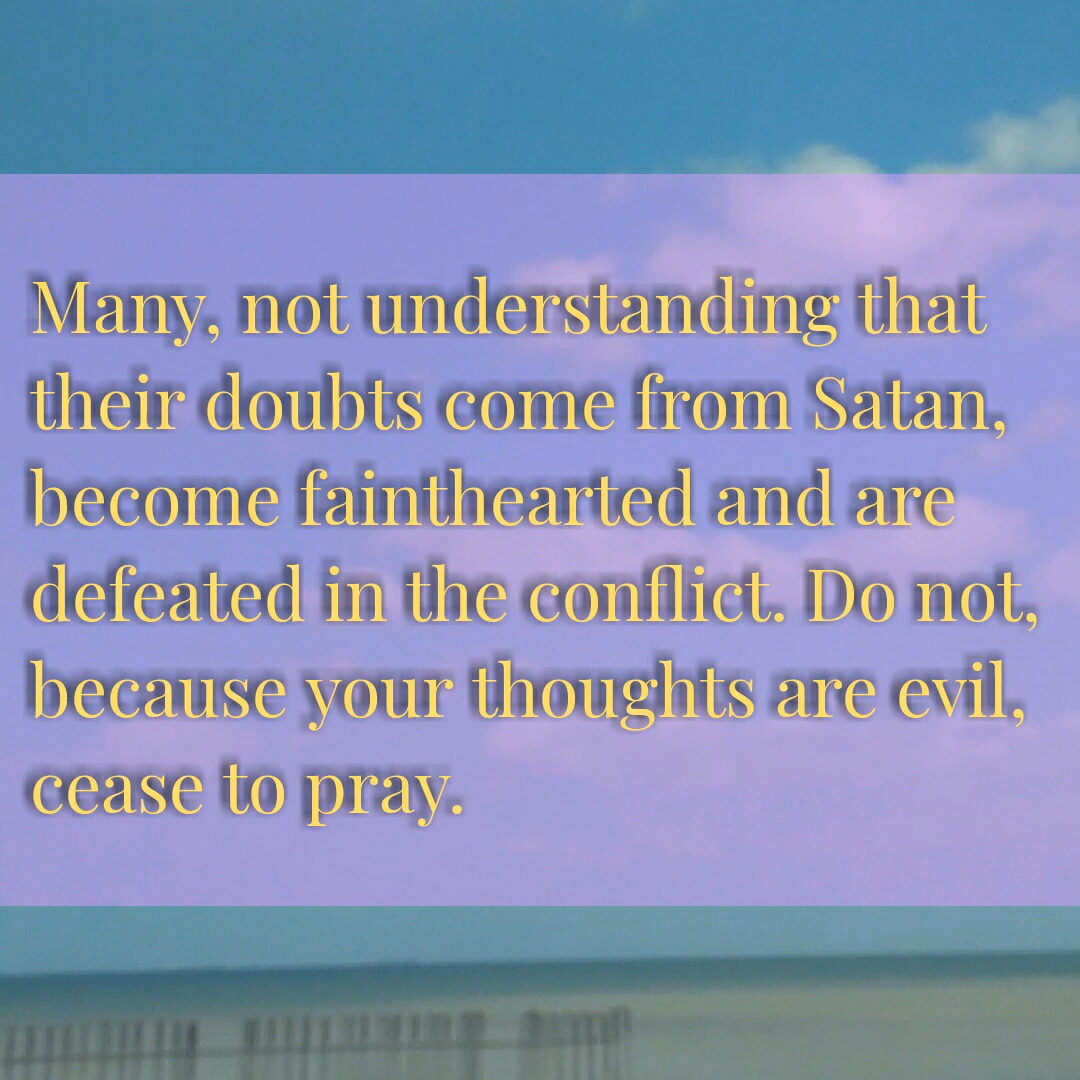 Many, not understanding that
their doubts come from Satan,
become fainthearted and are
defeated in the conflict. Do not,
because your thoughts are evil,
cease to pray.